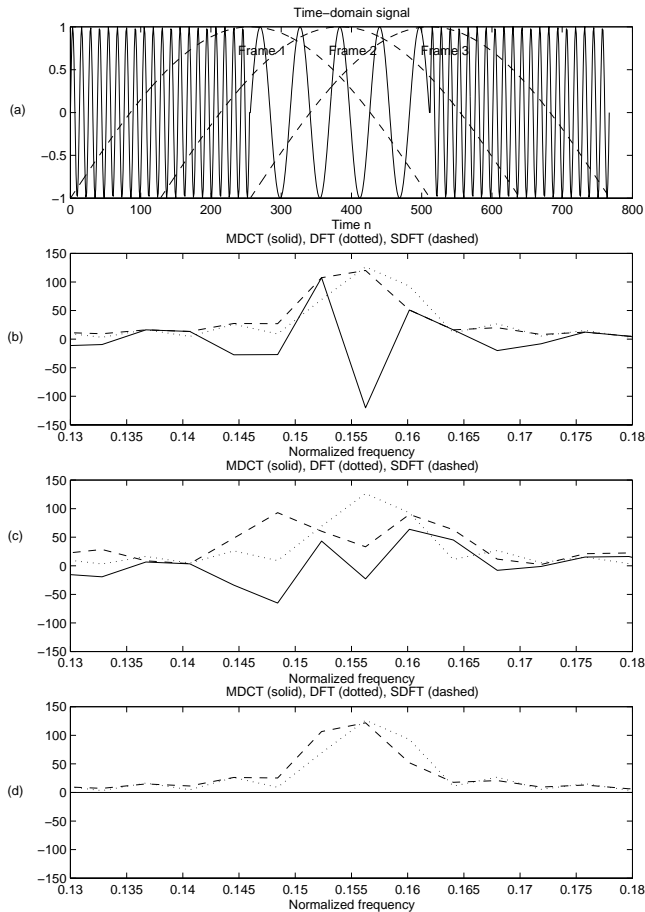 Time−domain signal
1
0.5
0
−0.5
−1
(a)
Frame 1
Frame 2
Frame 3
0 100 200 300 400 500 600 700 800
Time n
MDCT (solid), DFT (dotted), SDFT (dashed)
150
100
50
0
−50
−100
−150
(b)
0.13 0.135 0.14 0.145 0.15 0.155 0.16 0.165 0.17 0.175 0.18
Normalized frequency
MDCT (solid), DFT (dotted), SDFT (dashed)
150
100
50
0
−50
−100
−150
(c)
0.13 0.135 0.14 0.145 0.15 0.155 0.16 0.165 0.17 0.175 0.18
Normalized frequency
MDCT (solid), DFT (dotted), SDFT (dashed)
150
100
50
0
−50
−100
−150
(d)
0.13 0.135 0.14 0.145 0.15 0.155 0.16 0.165 0.17 0.175 0.18
Normalized frequency